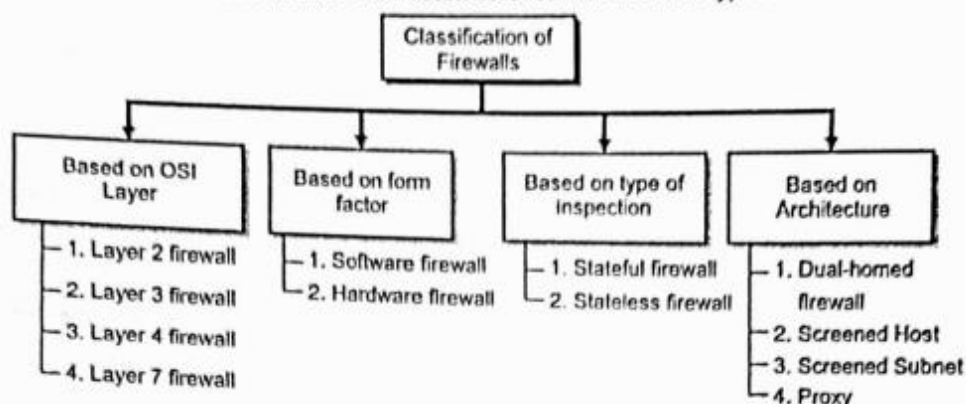 Classification of
Firewalls
Based on OSI
Layer
1. Layer 2 firewall
2. Layer 3 firewall
3. Layer 4 firewall
4. Layer 7 firewall
Based on form
factor
1. Software firewall
2. Hardware firewall
Based on type of
Inspection
1. Stateful firewall
2. Stateless firewall
Based on
Architecture
1. Dual-homed
firewall
2. Screened Host
3. Screened Subnet
4. Proxy